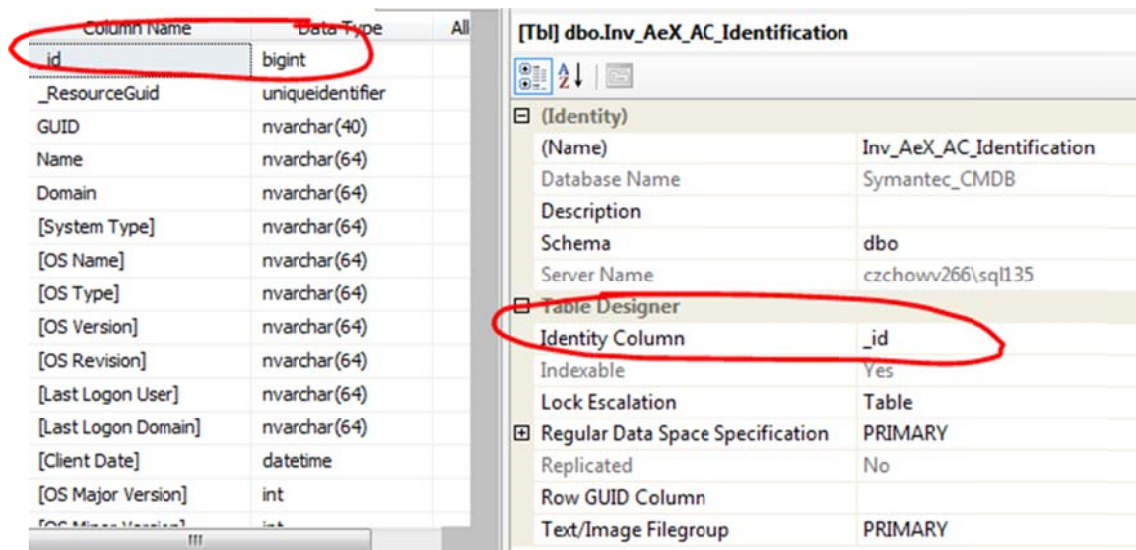 Column Name Data Type All
_id bigint
_ResourceGuid uniqueidentifier
GUID nvarchar(40)
Name nvarchar(64)
Domain nvarchar(64)
[System Type] nvarchar(64)
[OS Name] nvarchar(64)
[OS Type] nvarchar(64)
[OS Version] nvarchar(64)
[OS Revision] nvarchar(64)
[Last Logon User] nvarchar(64)
[Last Logon Domain] nvarchar(64)
[Client Date] datetime
[OS Major Version] int
[OS Minor Version] int
[Tbl] dbo.Inv_AeX_AC_Identification
(Identity)
(Name) Inv_AeX_AC_Identification
Database Name Symantec_CMDB
Description
Schema dbo
Server Name czchowv266\sql135
Table Designer
Identity Column _id
Indexable Yes
Lock Escalation Table
Regular Data Space Specification PRIMARY
Replicated No
Row GUID Column
Text/Image Filegroup PRIMARY